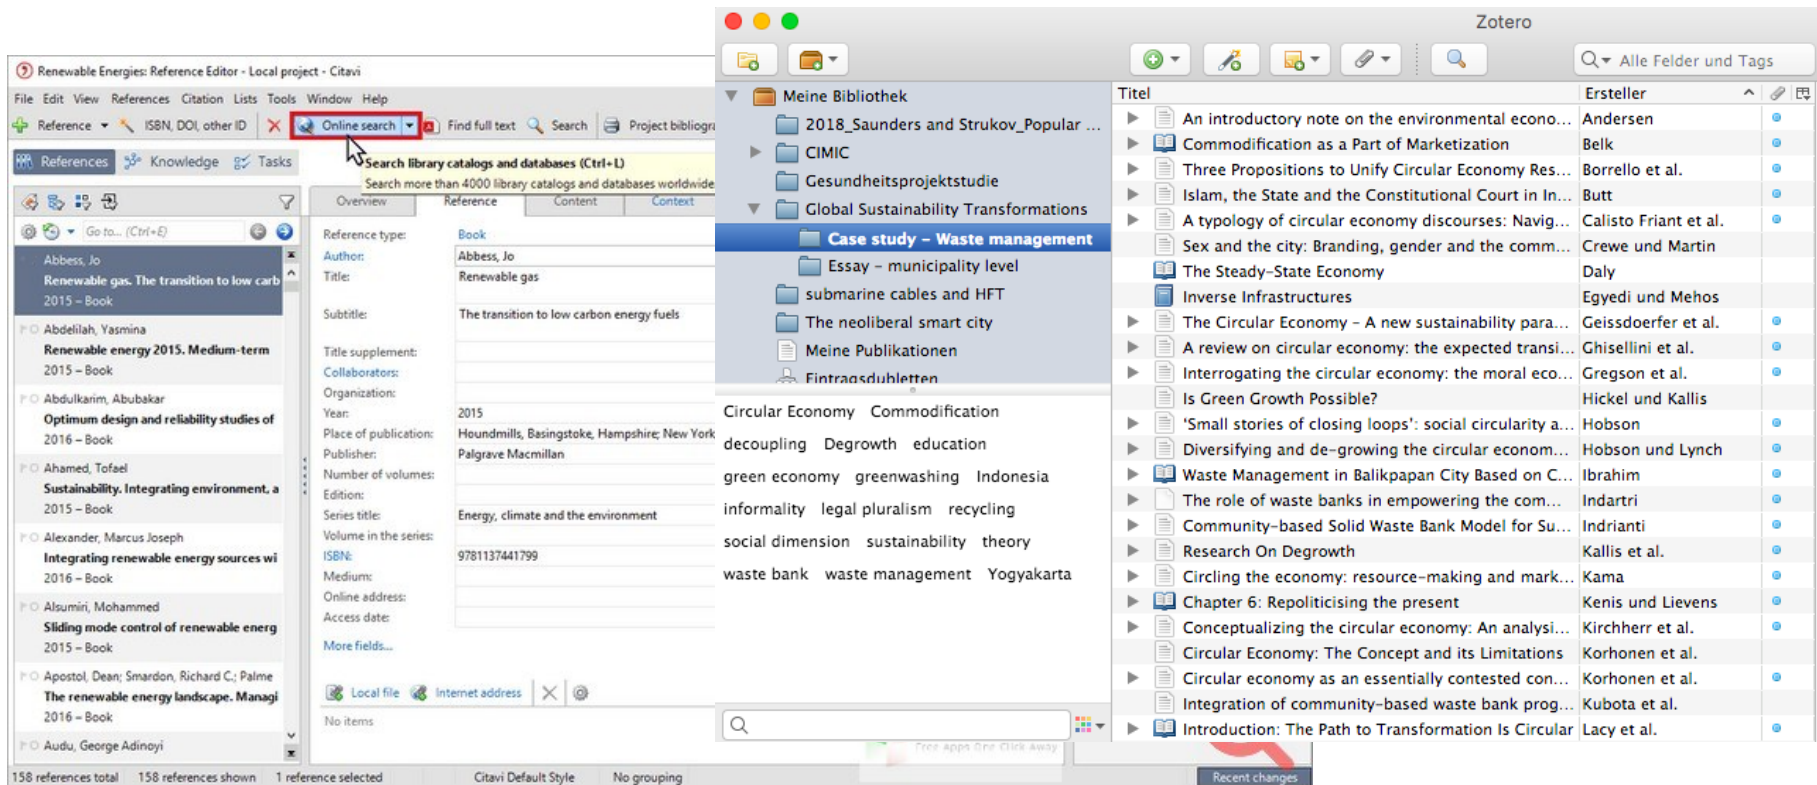 Renewable Energies: Reference Editor - Local project - Citavi
File Edit View References Citation Lists Tools Window Help
Reference ISBN, DOI, other ID Online search Find full text Search Project bibliogra
References Knowledge Tasks
Search library catalogs and databases (Ctrl+L)
Search more than 4000 library catalogs and databases worldwide
Go to... (Ctrl+E)
Abbess, Jo
Renewable gas. The transition to low carb
2015 – Book
Abdelilah, Yasmina
Renewable energy 2015. Medium-term
2015 – Book
Abdulkarim, Abubakar
Optimum design and reliability studies of
2016 – Book
Ahamed, Tofael
Sustainability. Integrating environment, a
2015 – Book
Alexander, Marcus Joseph
Integrating renewable energy sources wi
2016 – Book
Alsumiri, Mohammed
Sliding mode control of renewable energ
2015 – Book
Apostol, Dean; Smardon, Richard C.; Palme
The renewable energy landscape. Managi
2016 – Book
Audu, George Adinoyi
Overview Reference Content Context
Reference type: Book
Author: Abbess, Jo
Title: Renewable gas
Subtitle: The transition to low carbon energy fuels
Title supplement:
Collaborators:
Organization:
Year: 2015
Place of publication: Houndmills, Basingstoke, Hampshire; New York
Publisher: Palgrave Macmillan
Number of volumes:
Edition:
Series title: Energy, climate and the environment
Volume in the series:
ISBN: 9781137441799
Medium:
Online address:
Access date:
More fields...
Local file Internet address
No items
158 references total 158 references shown 1 reference selected Citavi Default Style No grouping
Free Apps One Click Away
Recent changes
Zotero
Alle Felder und Tags
Meine Bibliothek
2018_Saunders and Strukov_Popular ...
CIMIC
Gesundheitsprojektstudie
Global Sustainability Transformations
Case study – Waste management
Essay – municipality level
submarine cables and HFT
The neoliberal smart city
Meine Publikationen
Eintragsdubletten
Circular Economy Commodification
decoupling Degrowth education
green economy greenwashing Indonesia
informality legal pluralism recycling
social dimension sustainability theory
waste bank waste management Yogyakarta
Titel Ersteller
An introductory note on the environmental econo... Andersen
Commodification as a Part of Marketization Belk
Three Propositions to Unify Circular Economy Res... Borrello et al.
Islam, the State and the Constitutional Court in In... Butt
A typology of circular economy discourses: Navig... Calisto Friant et al.
Sex and the city: Branding, gender and the comm... Crewe und Martin
The Steady-State Economy Daly
Inverse Infrastructures Egyedi und Mehos
The Circular Economy – A new sustainability para... Geissdoerfer et al.
A review on circular economy: the expected transi... Ghisellini et al.
Interrogating the circular economy: the moral eco... Gregson et al.
Is Green Growth Possible? Hickel und Kallis
‘Small stories of closing loops’: social circularity a... Hobson
Diversifying and de-growing the circular econom... Hobson und Lynch
Waste Management in Balikpapan City Based on C... Ibrahim
The role of waste banks in empowering the com... Indartri
Community-based Solid Waste Bank Model for Su... Indrianti
Research On Degrowth Kallis et al.
Circling the economy: resource-making and mark... Kama
Chapter 6: Repoliticising the present Kenis und Lievens
Conceptualizing the circular economy: An analysi... Kirchherr et al.
Circular Economy: The Concept and its Limitations Korhonen et al.
Circular economy as an essentially contested con... Korhonen et al.
Integration of community-based waste bank prog... Kubota et al.
Introduction: The Path to Transformation Is Circular Lacy et al.